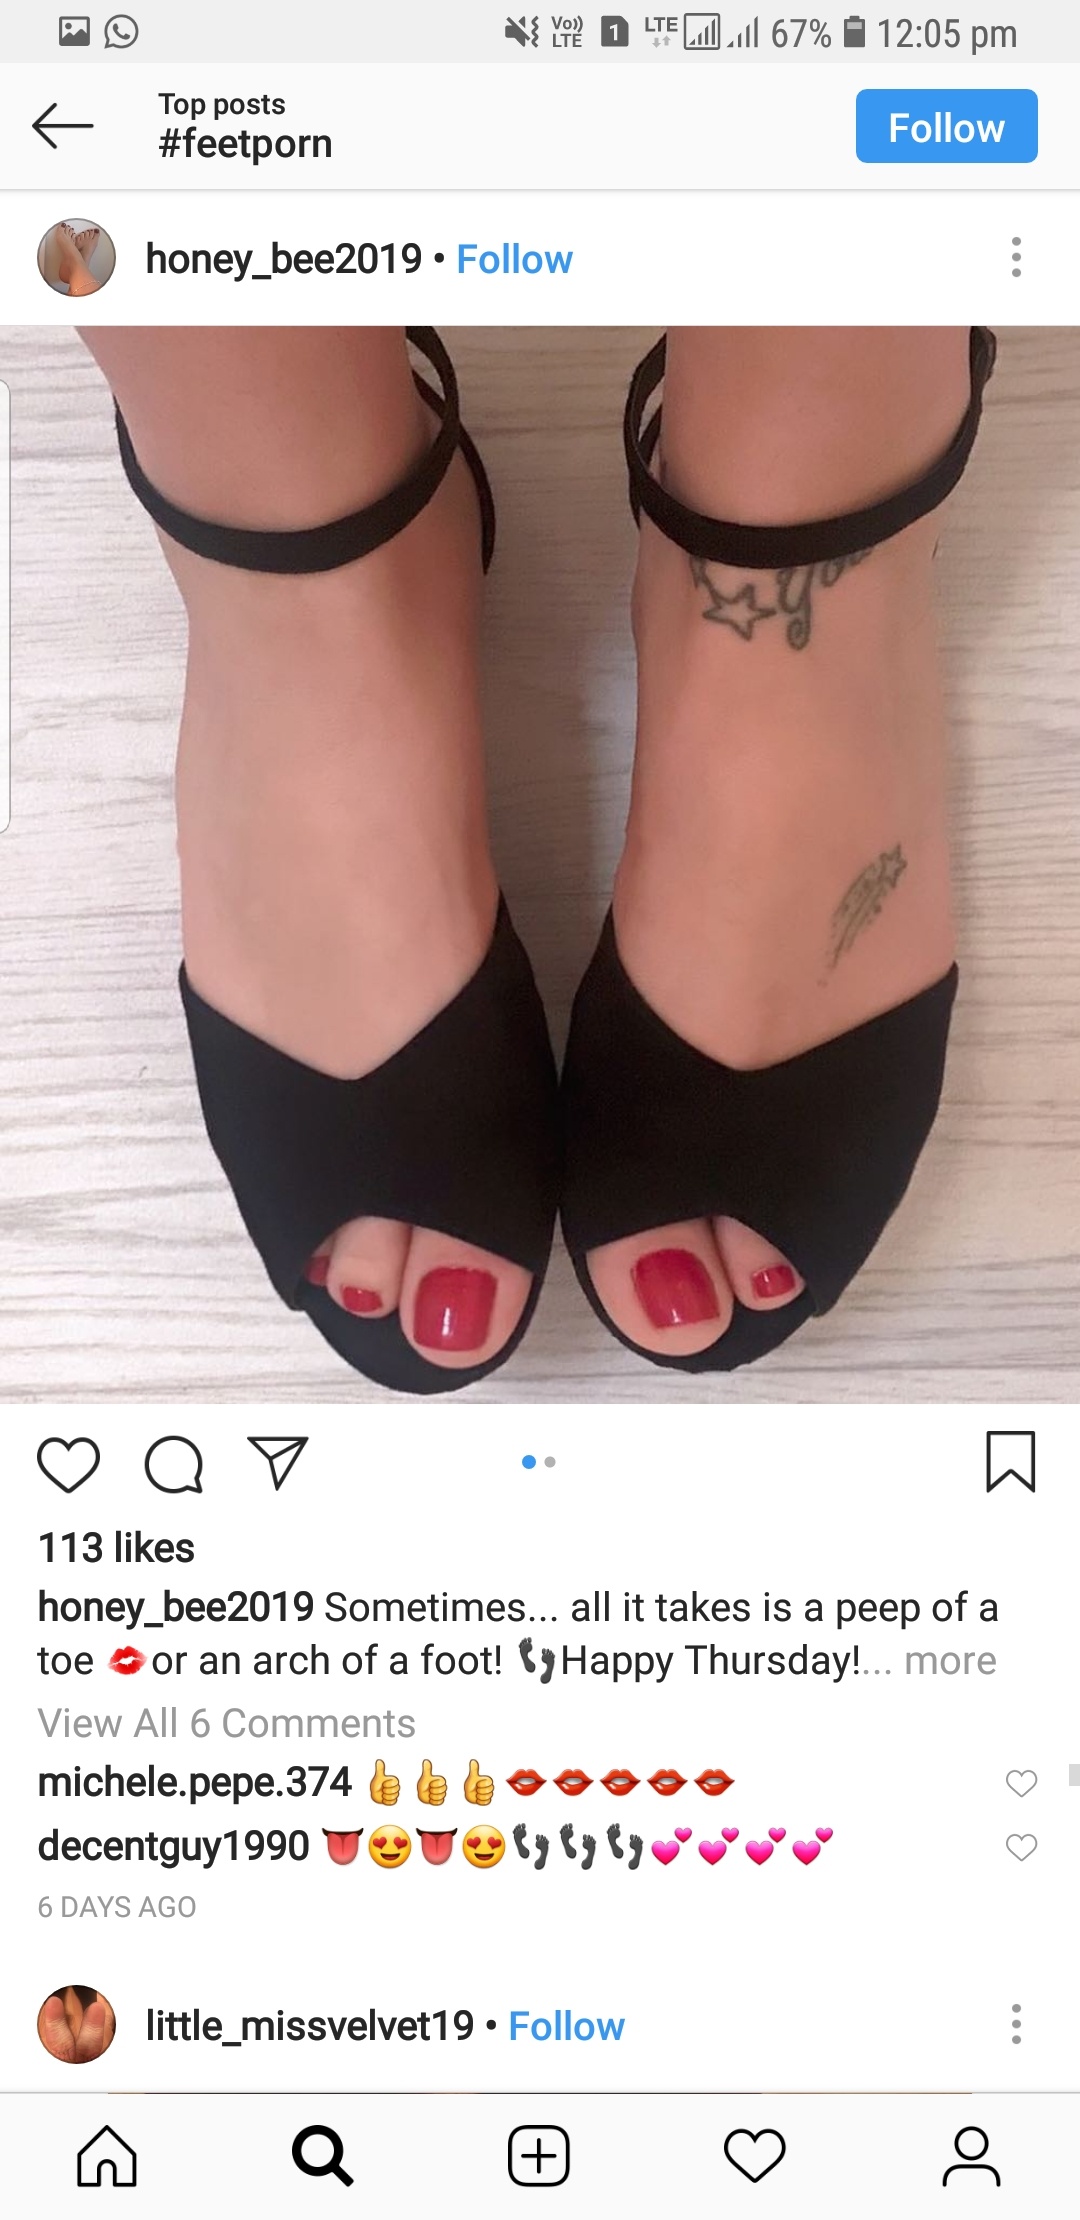 Vo)) LTE 1 LTE 67% 12:05 pm
Top posts
#feetporn
Follow
honey_bee2019 • Follow
you
113 likes
honey_bee2019 Sometimes... all it takes is a peep of a
toe 💋or an arch of a foot! 👣Happy Thursday!... more
View All 6 Comments
michele.pepe.374 👍👍👍👄👄👄👄👄
decentguy1990 👅😍👅😍👣👣👣💕💕💕💕
6 DAYS AGO
little_missvelvet19 • Follow